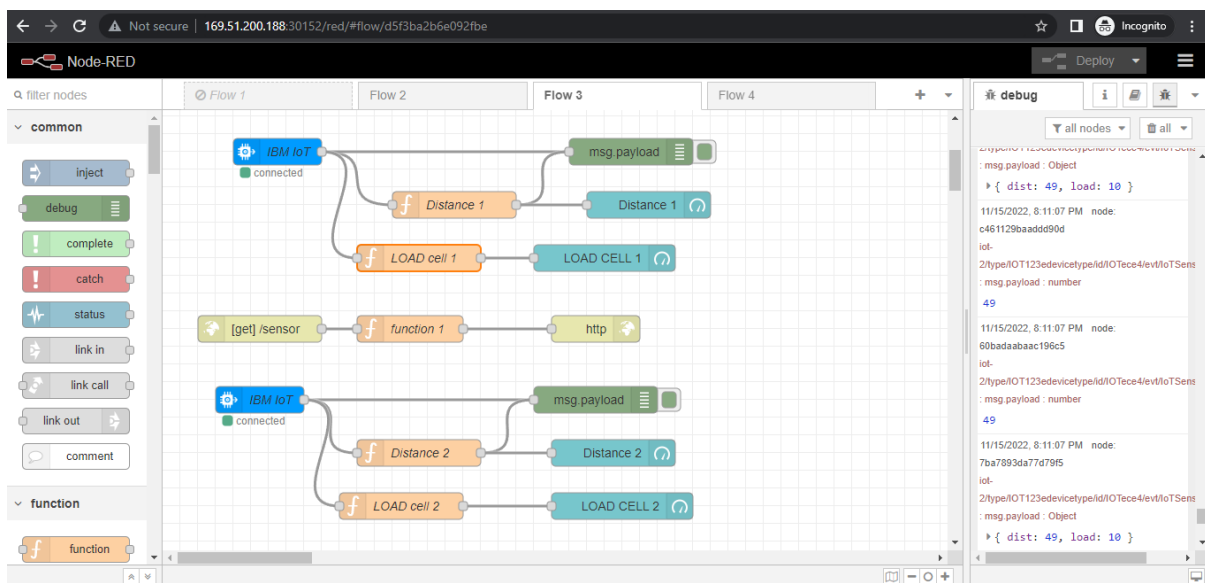 Not secure | 169.51.200.188:30152/red/#flow/d5f3ba2b6e092fbe
Incognito
Node-RED
Deploy
filter nodes
Flow 1
Flow 2
Flow 3
Flow 4
debug
i
all nodes
all
common
inject
debug
complete
catch
status
link in
link call
link out
comment
function
function
IBM IoT
connected
msg.payload
Distance 1
Distance 1
LOAD cell 1
LOAD CELL 1
[get] /sensor
function 1
http
IBM IoT
connected
msg.payload
Distance 2
Distance 2
LOAD cell 2
LOAD CELL 2
2/type/IOT123edevicetype/id/IOTece4/evt/IoTSens
: msg.payload : Object
{ dist: 49, load: 10 }
11/15/2022, 8:11:07 PM node:
c461129baaddd90d
iot-
2/type/IOT123edevicetype/id/IOTece4/evt/IoTSens
: msg.payload : number
49
11/15/2022, 8:11:07 PM node:
60badaabaac196c5
iot-
2/type/IOT123edevicetype/id/IOTece4/evt/IoTSens
: msg.payload : number
49
11/15/2022, 8:11:07 PM node:
7ba7893da77d79f5
iot-
2/type/IOT123edevicetype/id/IOTece4/evt/IoTSens
: msg.payload : Object
{ dist: 49, load: 10 }